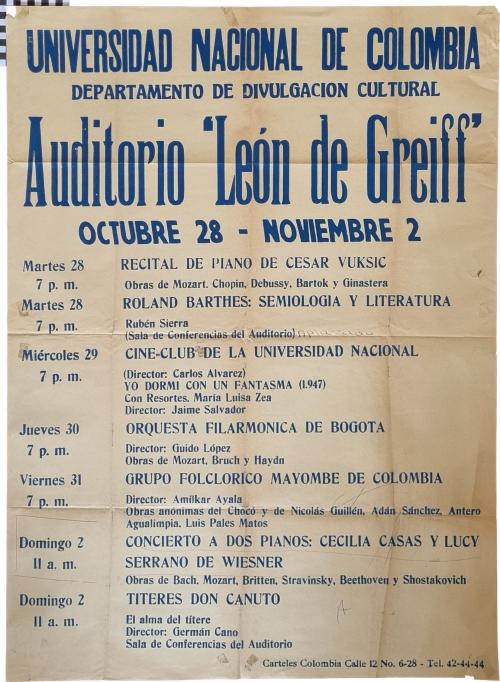 UNIVERSIDAD NACIONAL DE COLOMBIA
DEPARTAMENTO DE DIVULGACION CULTURAL
Auditorio 'León de Greiff'
OCTUBRE 28 - NOVIEMBRE 2
Martes 28 RECITAL DE PIANO DE CESAR VUKSIC
7 p. m. Obras de Mozart, Chopin, Debussy, Bartok y Ginastera
Martes 28 ROLAND BARTHES: SEMIOLOGIA Y LITERATURA
7 p. m. Rubén Sierra
(Sala de Conferencias del Auditorio)
Miércoles 29 CINE-CLUB DE LA UNIVERSIDAD NACIONAL
7 p. m. (Director: Carlos Alvarez)
YO DORMI CON UN FANTASMA (1.947)
Con Resortes, María Luisa Zea
Director: Jaime Salvador
Jueves 30 ORQUESTA FILARMONICA DE BOGOTA
7 p. m. Director: Guido López
Obras de Mozart, Bruch y Haydn
Viernes 31 GRUPO FOLCLORICO MAYOMBE DE COLOMBIA
7 p. m. Director: Amílkar Ayala
Obras anónimas del Chocó y de Nicolás Guillén, Adán Sánchez, Antero
Agualimpia, Luis Pales Matos
Domingo 2 CONCIERTO A DOS PIANOS: CECILIA CASAS Y LUCY
11 a. m. SERRANO DE WIESNER
Obras de Bach, Mozart, Britten, Stravinsky, Beethoven y Shostakovich
Domingo 2 TITERES DON CANUTO
11 a. m. El alma del títere
Director: Germán Cano
Sala de Conferencias del Auditorio
Carteles Colombia Calle 12 No. 6-28 - Tel. 42-44-44